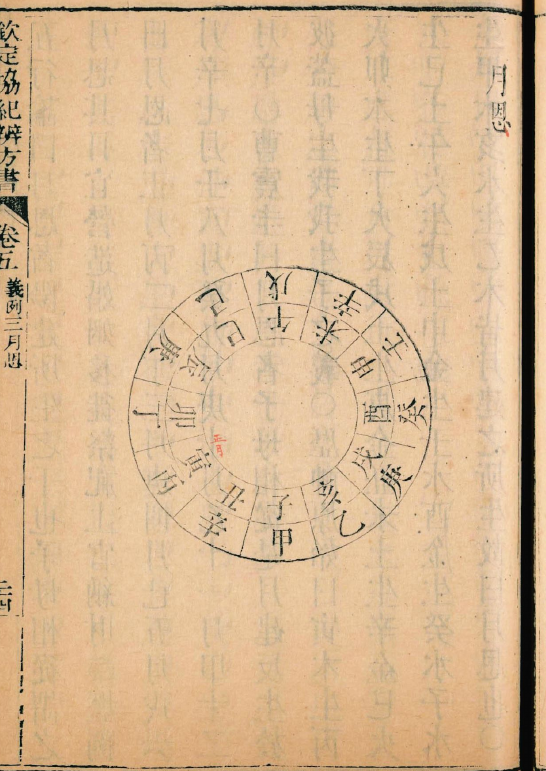 月恩
戊 辛 壬 癸 庚 乙 甲 辛 丙 丁 庚 己
午 未 申 酉 戌 亥 子 丑 寅 卯 辰 巳
欽定協紀辨方書
卷五
義例三月恩